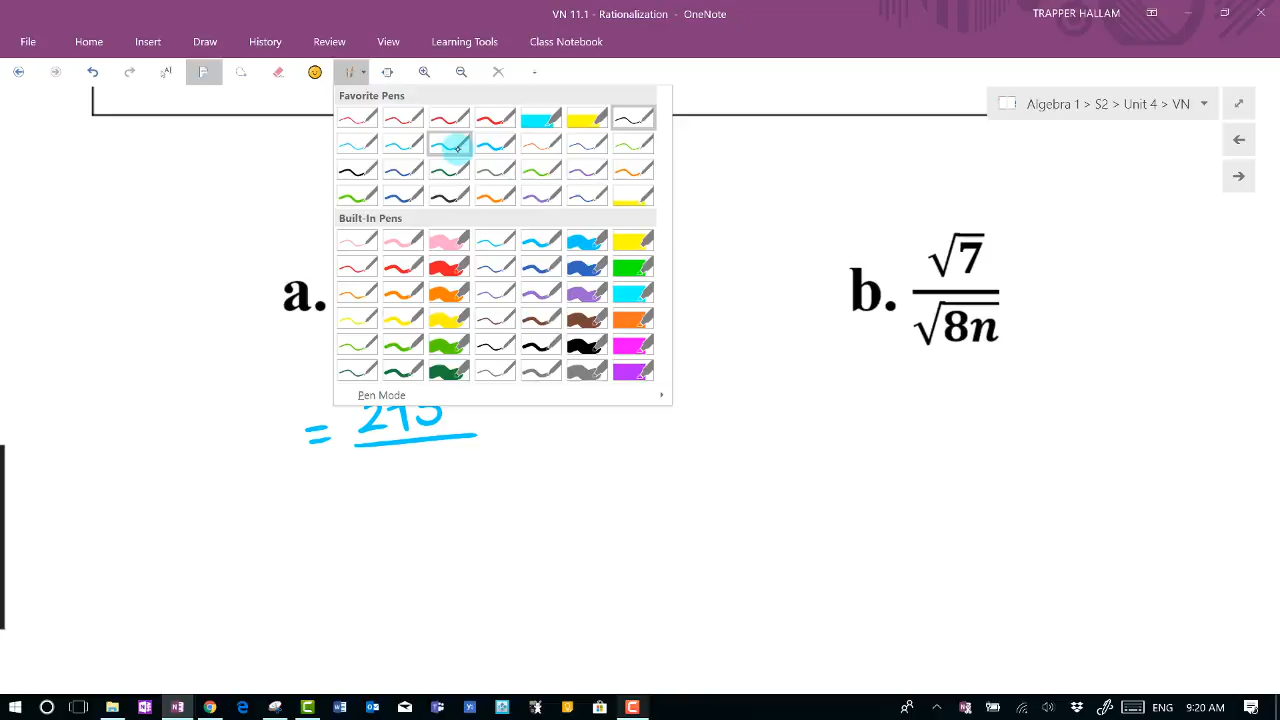 VN 11.1 - Rationalization - OneNote
TRAPPER HALLAM
File Home Insert Draw History Review View Learning Tools Class Notebook
Favorite Pens
Algebra 1 > S2 > Unit 4 > VN
Built-In Pens
a.
b. √7/√8n
Pen Mode
=
ENG 9:20 AM